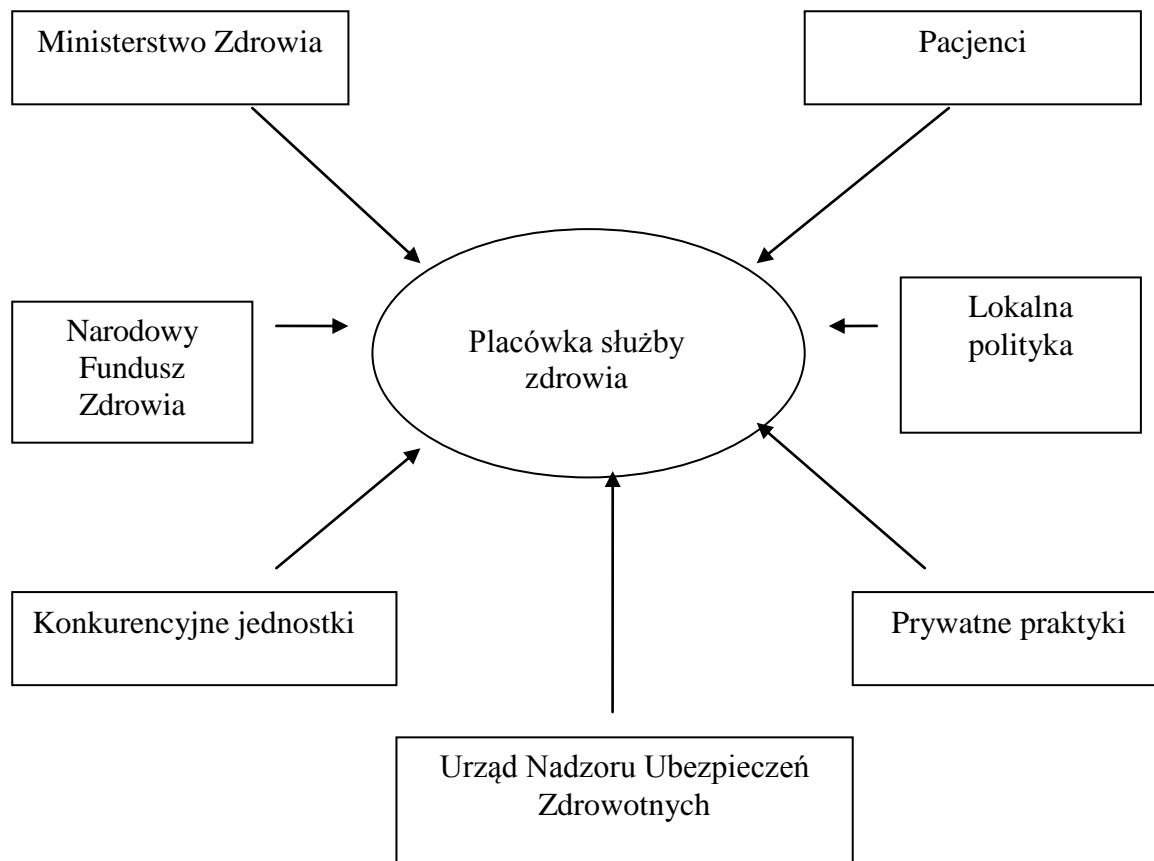 Ministerstwo Zdrowia
Pacjenci
Narodowy
Fundusz
Zdrowia
Placówka służby
zdrowia
Lokalna
polityka
Konkurencyjne jednostki
Prywatne praktyki
Urząd Nadzoru Ubezpieczeń
Zdrowotnych